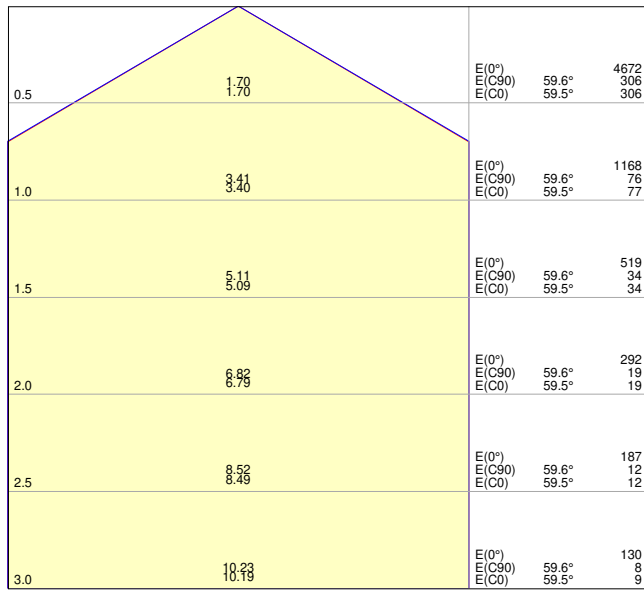 E(0°) 4672
1.70 E(C90) 59.6° 306
0.5 1.70 E(C0) 59.5° 306
E(0°) 1168
3.41 E(C90) 59.6° 76
1.0 3.40 E(C0) 59.5° 77
E(0°) 519
5.11 E(C90) 59.6° 34
1.5 5.09 E(C0) 59.5° 34
E(0°) 292
6.82 E(C90) 59.6° 19
2.0 6.79 E(C0) 59.5° 19
E(0°) 187
8.52 E(C90) 59.6° 12
2.5 8.49 E(C0) 59.5° 12
E(0°) 130
10.23 E(C90) 59.6° 8
3.0 10.19 E(C0) 59.5° 9